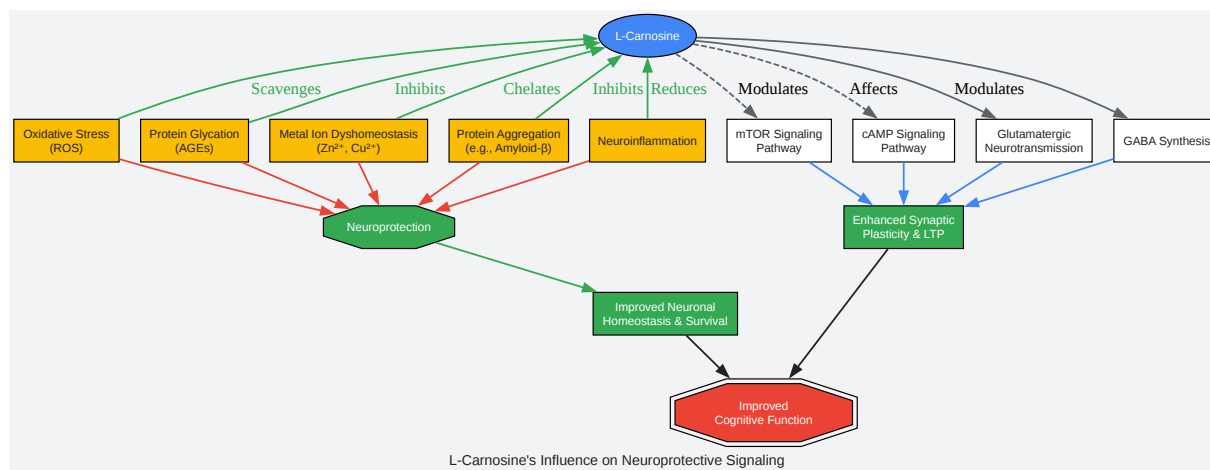 L-Carnosine
Scavenges
Inhibits
Chelates
Inhibits
Reduces
Modulates
Affects
Modulates
Oxidative Stress
(ROS)
Protein Glycation
(AGEs)
Metal Ion Dyshomeostasis
(Zn²⁺, Cu²⁺)
Protein Aggregation
(e.g., Amyloid-β)
Neuroinflammation
mTOR Signaling
Pathway
cAMP Signaling
Pathway
Glutamatergic
Neurotransmission
GABA Synthesis
Neuroprotection
Enhanced Synaptic
Plasticity & LTP
Improved Neuronal
Homeostasis & Survival
Improved
Cognitive Function
L-Carnosine's Influence on Neuroprotective Signaling